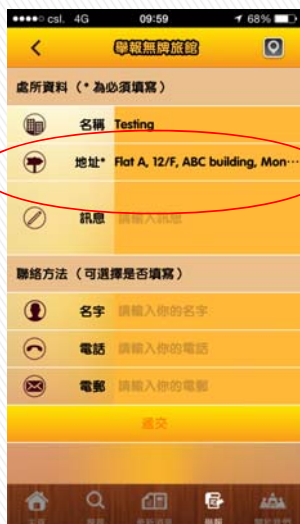 csl. 4G 09:59 68%
舉報無牌旅館
處所資料 (* 為必須填寫)
名稱 Testing
地址* Flat A, 12/F, ABC building, Mon…
訊息 請輸入訊息
聯絡方法 (可選擇是否填寫)
名字 請輸入你的名字
電話 請輸入你的電話
電郵 請輸入你的電郵
遞交